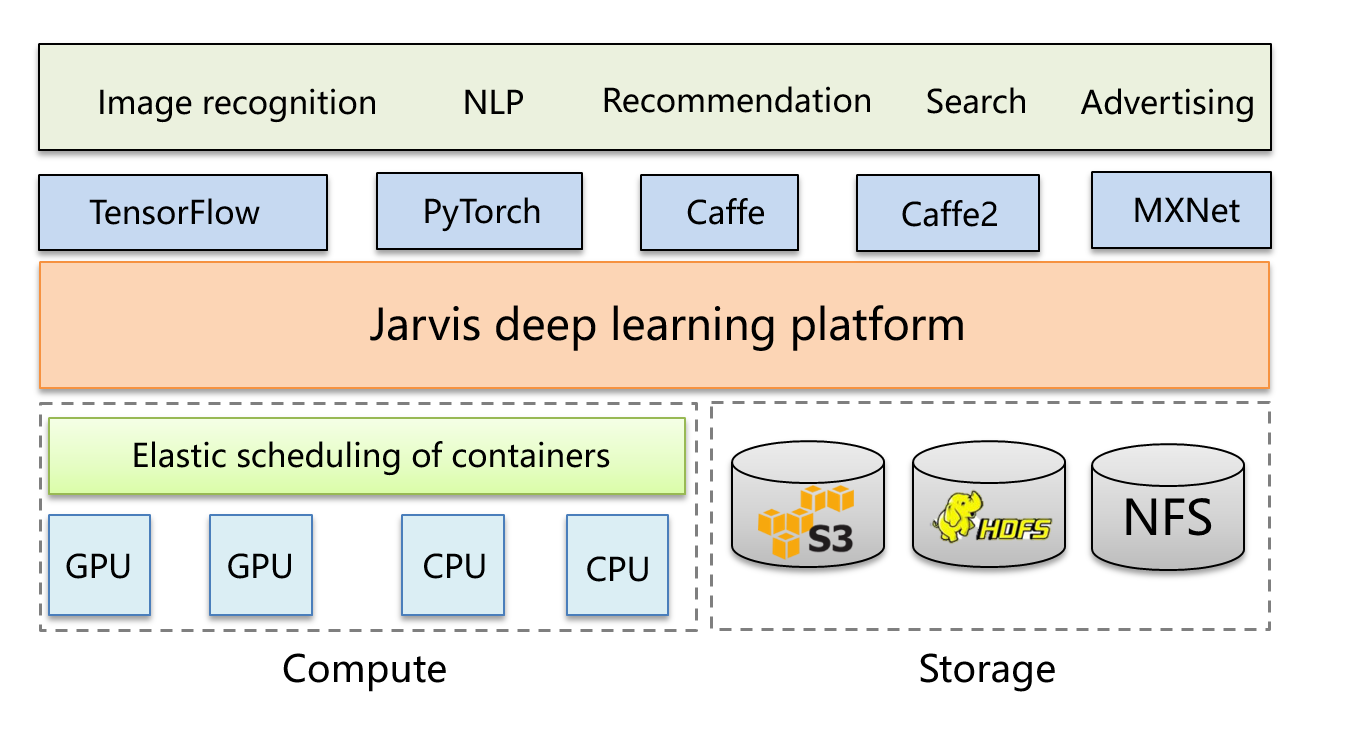 Image recognition NLP Recommendation Search Advertising
TensorFlow PyTorch Caffe Caffe2 MXNet
Jarvis deep learning platform
Elastic scheduling of containers
GPU GPU CPU CPU
S3 HDFS NFS
Compute Storage